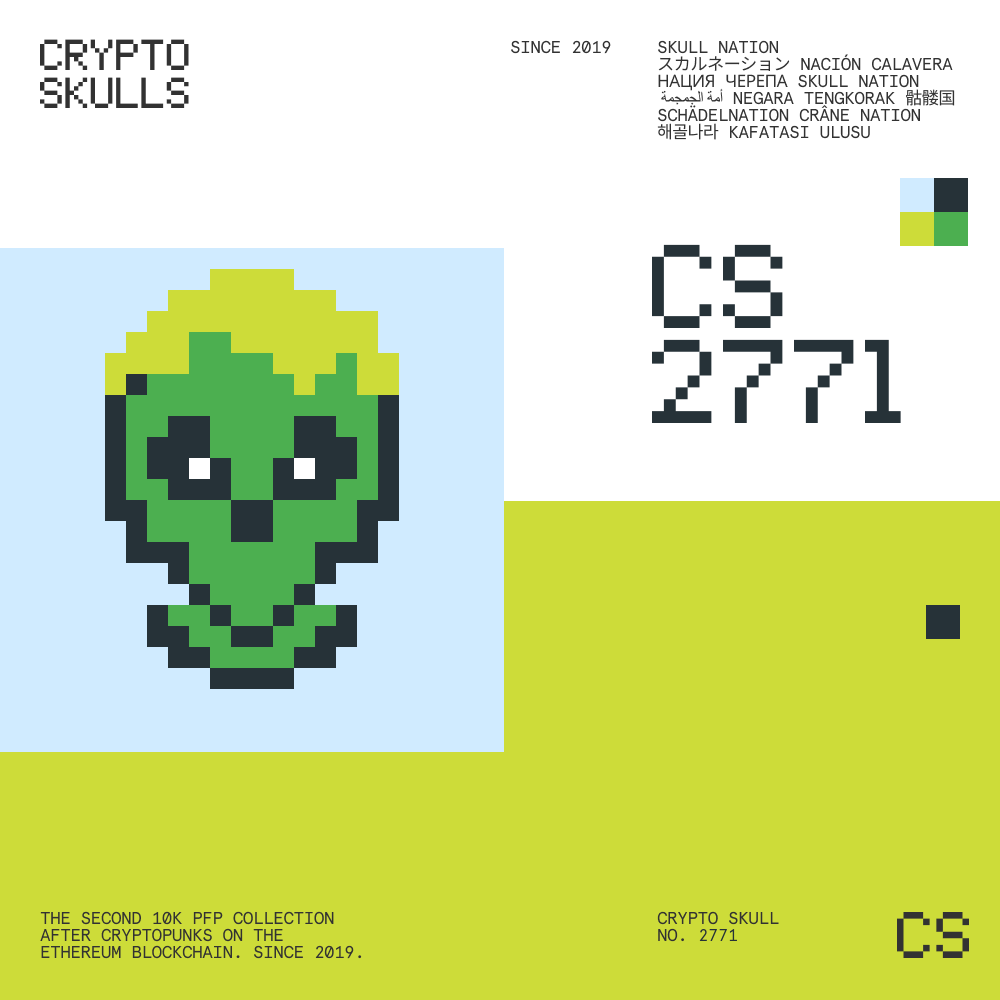 CRYPTO
SKULLS
SINCE 2019
SKULL NATION
スカルネーション NACIÓN CALAVERA
НАЦИЯ ЧЕРЕПА SKULL NATION
أمة الجمجمة NEGARA TENGKORAK 骷髅国
SCHÄDELNATION CRÂNE NATION
해골나라 KAFATASI ULUSU
CS
2771
THE SECOND 10K PFP COLLECTION
AFTER CRYPTOPUNKS ON THE
ETHEREUM BLOCKCHAIN. SINCE 2019.
CRYPTO SKULL
NO. 2771
CS